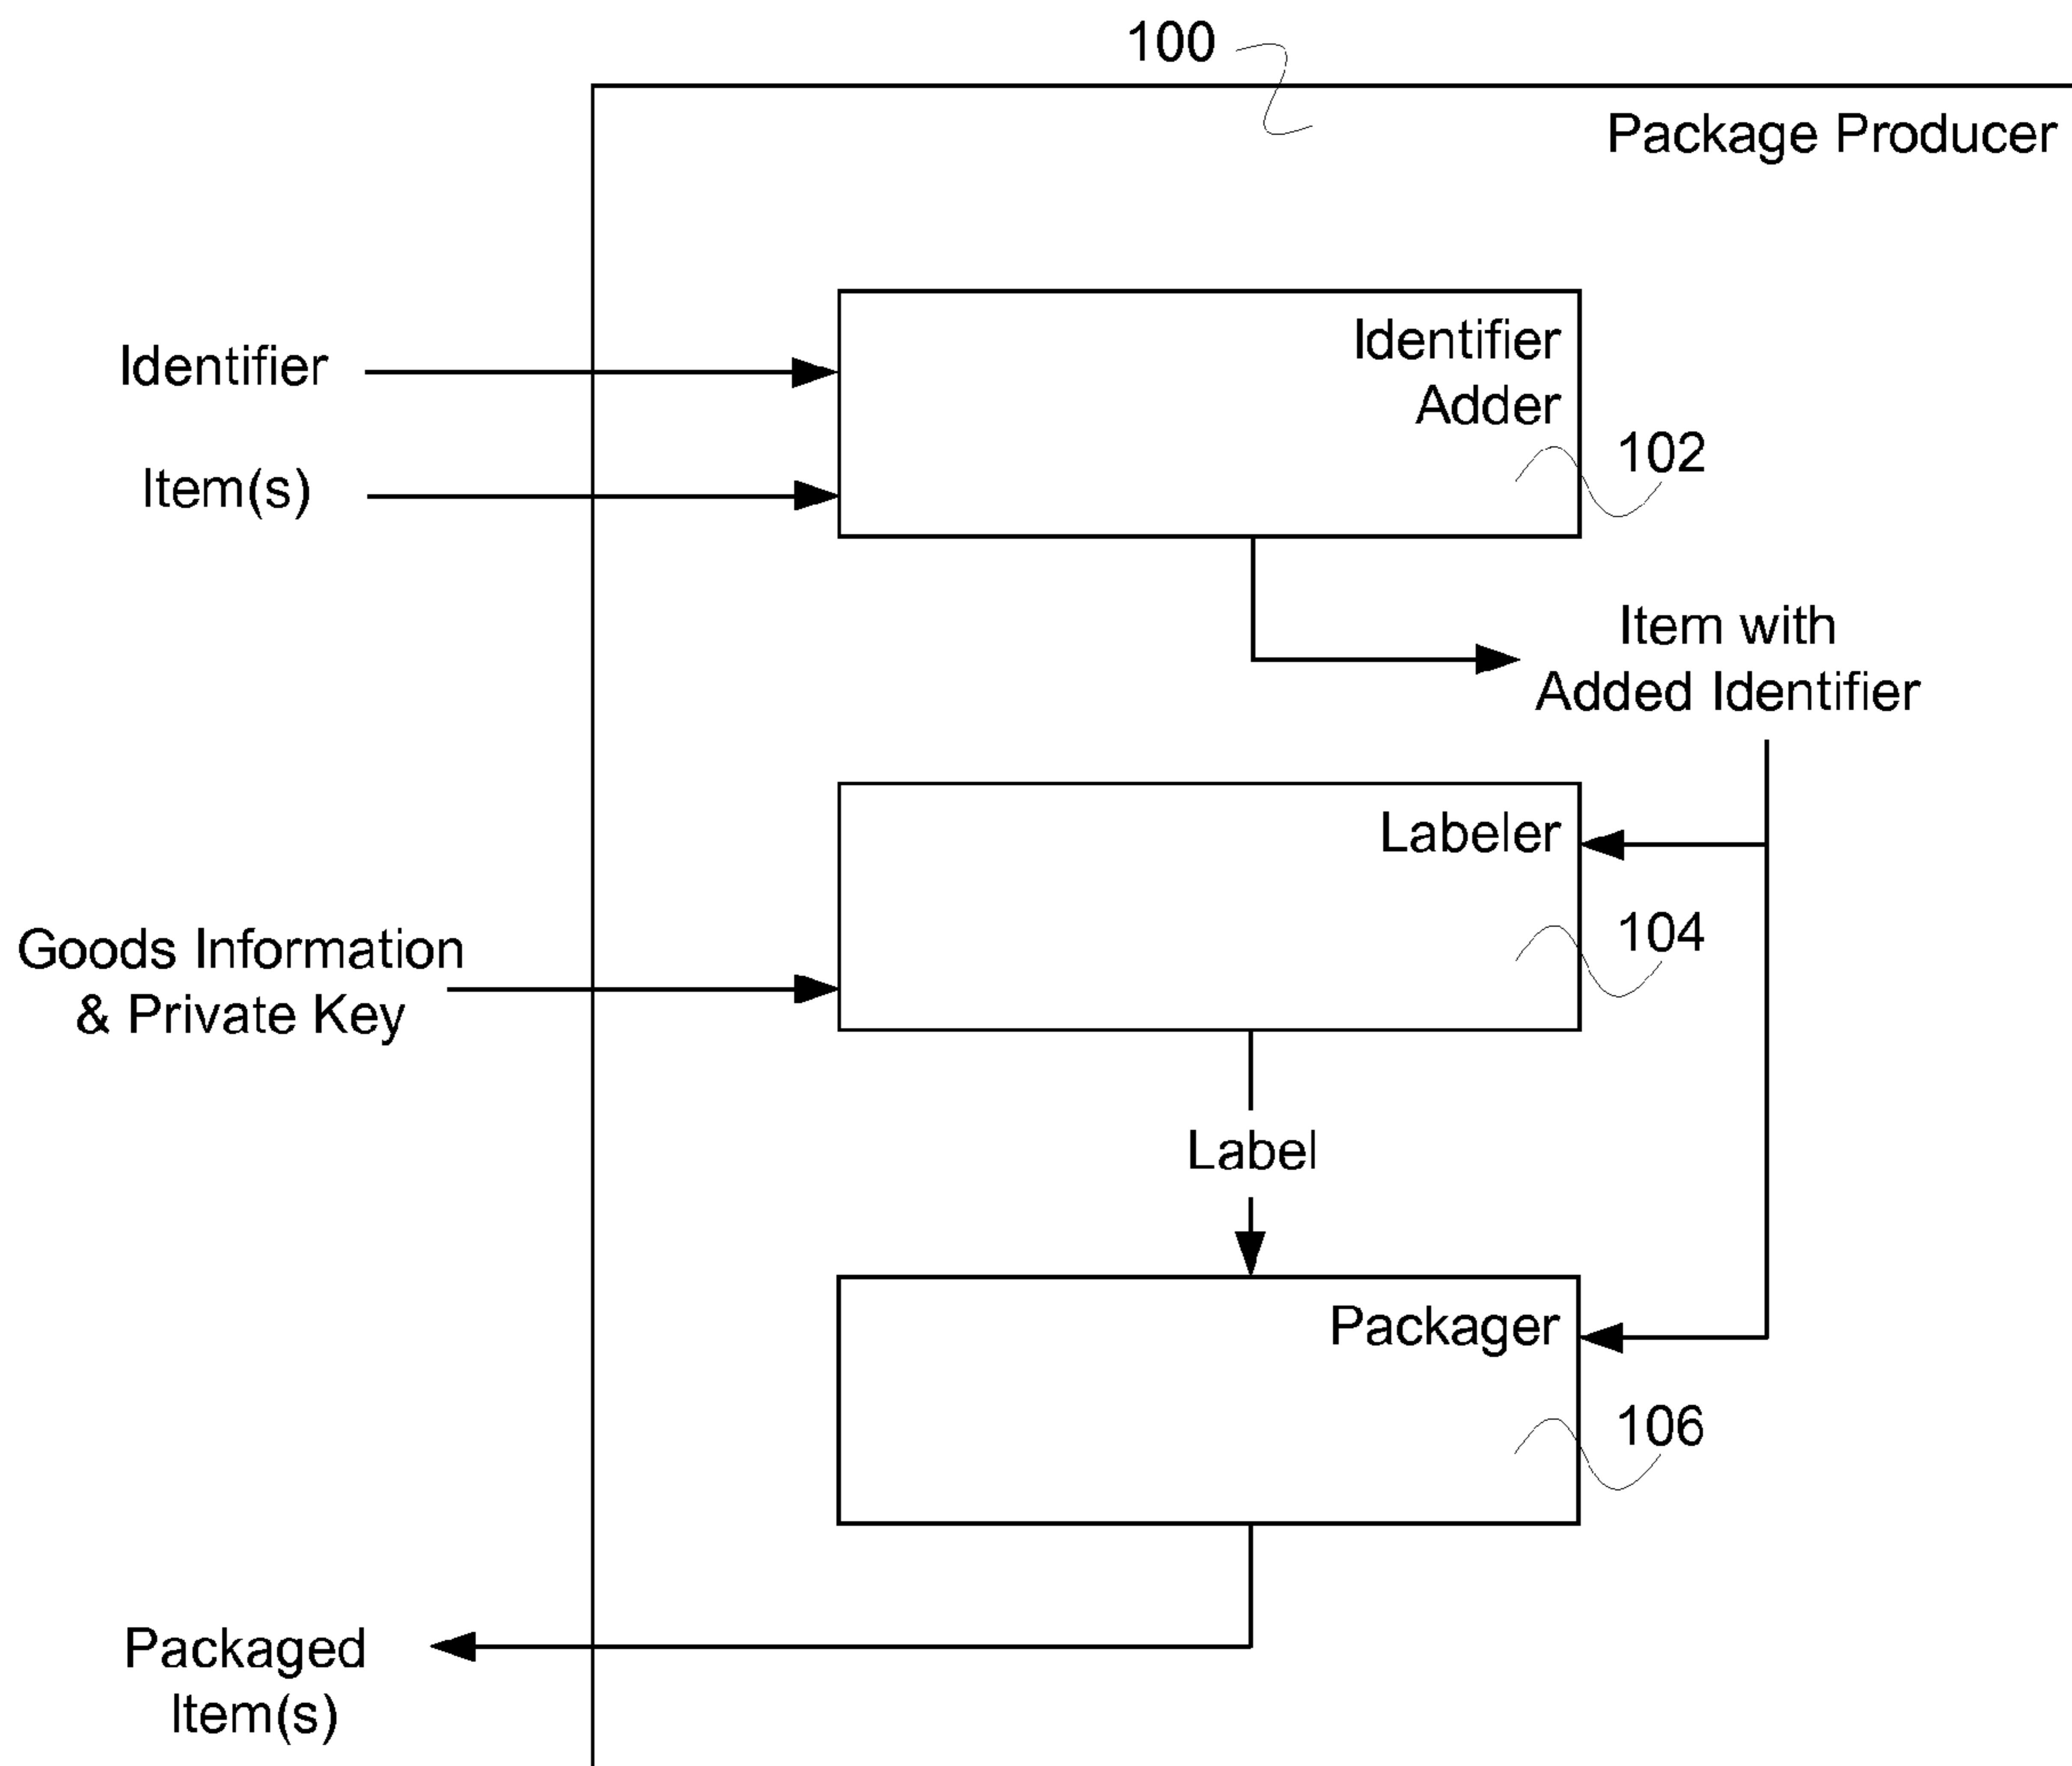 100
Package Producer
Identifier
Adder
Identifier
102
Item(s)
Item with
Added Identifier
Labeler
104
Goods Information
& Private Key
Label
Packager
106
Packaged
Item(s)